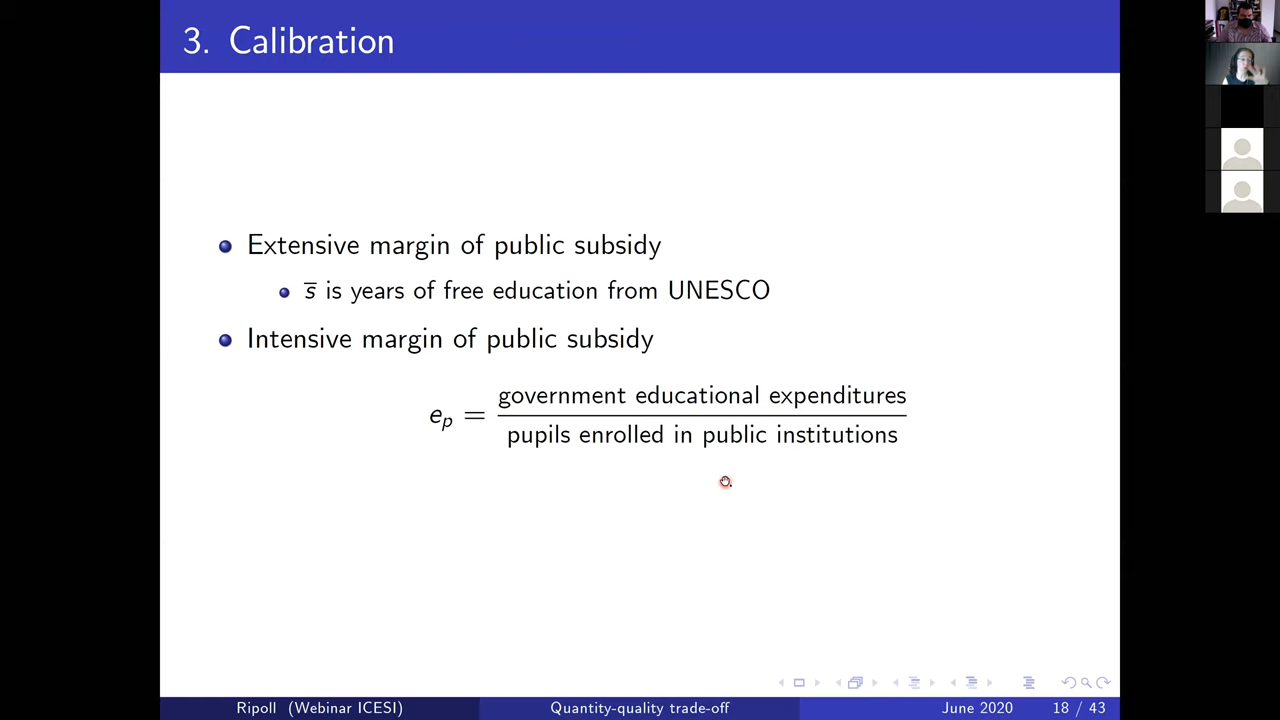 3. Calibration
Extensive margin of public subsidy
s̅ is years of free education from UNESCO
Intensive margin of public subsidy
e_p = government educational expenditures
pupils enrolled in public institutions
Ripoll (Webinar ICESI)
Quantity-quality trade-off
June 2020
18 / 43